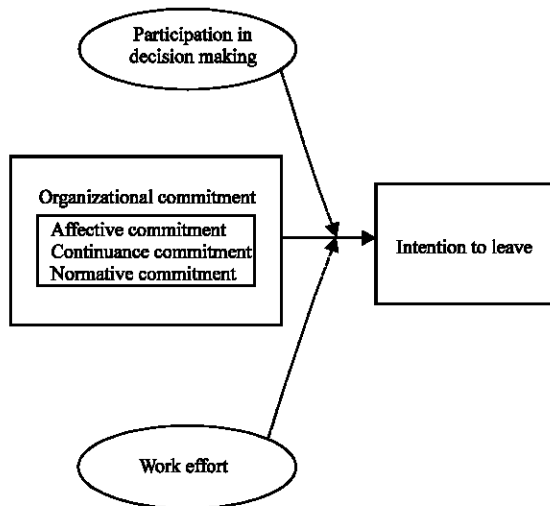 Participation in
decision making
Organizational commitment
Affective commitment
Continuance commitment
Normative commitment
Intention to leave
Work effort